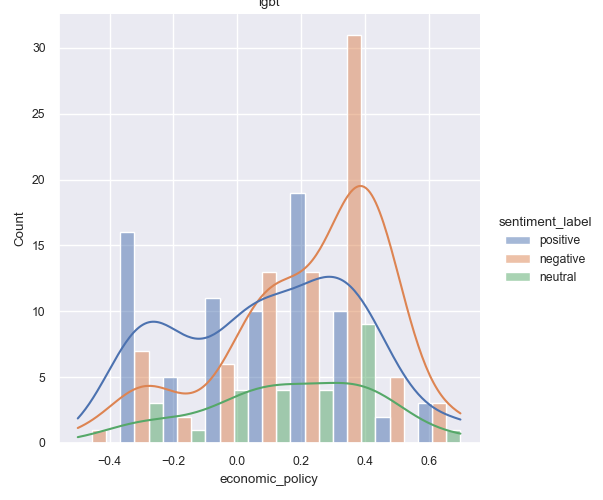 lgbt
30
25
20
15
10
5
0
Count
−0.4 −0.2 0.0 0.2 0.4 0.6
economic_policy
sentiment_label
positive
negative
neutral